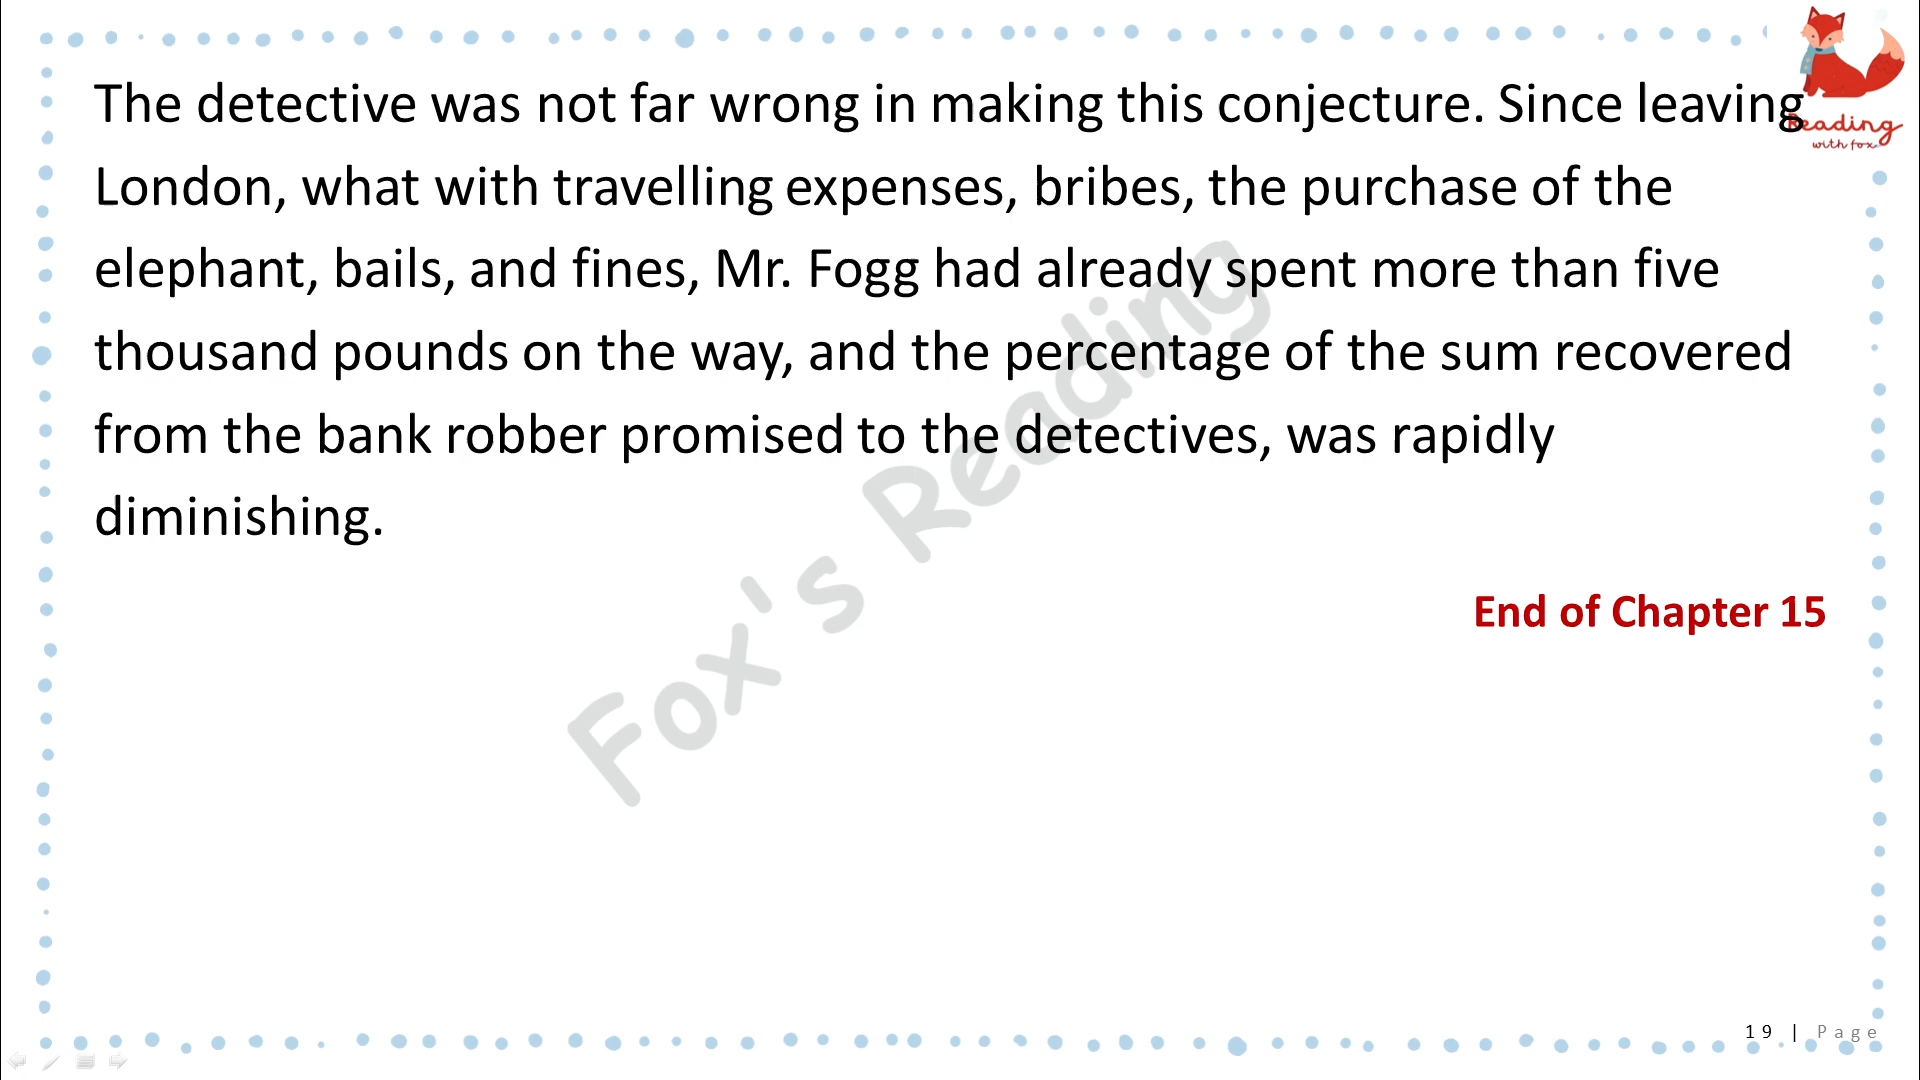 The detective was not far wrong in making this conjecture. Since leaving
London, what with travelling expenses, bribes, the purchase of the
elephant, bails, and fines, Mr. Fogg had already spent more than five
thousand pounds on the way, and the percentage of the sum recovered
from the bank robber promised to the detectives, was rapidly
diminishing.
End of Chapter 15
Reading
with fox
Fox's Reading
19 | Page